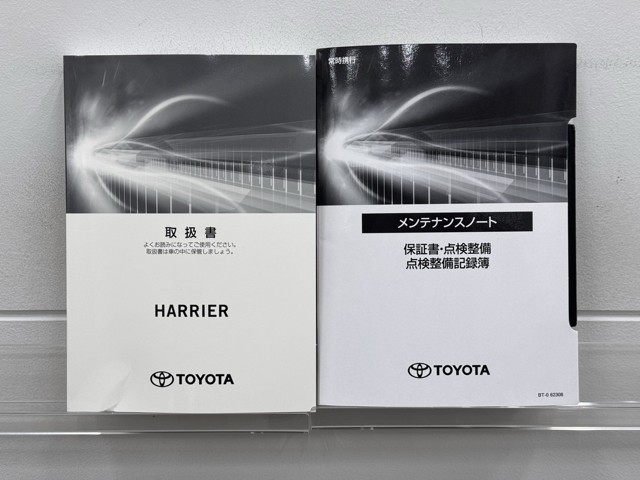 取扱書
よくお読みになってご使用ください。
取扱書は車の中に保管しましょう。
HARRIER
TOYOTA
常時携行
メンテナンスノート
保証書・点検整備
点検整備記録簿
TOYOTA
BT-0 62306